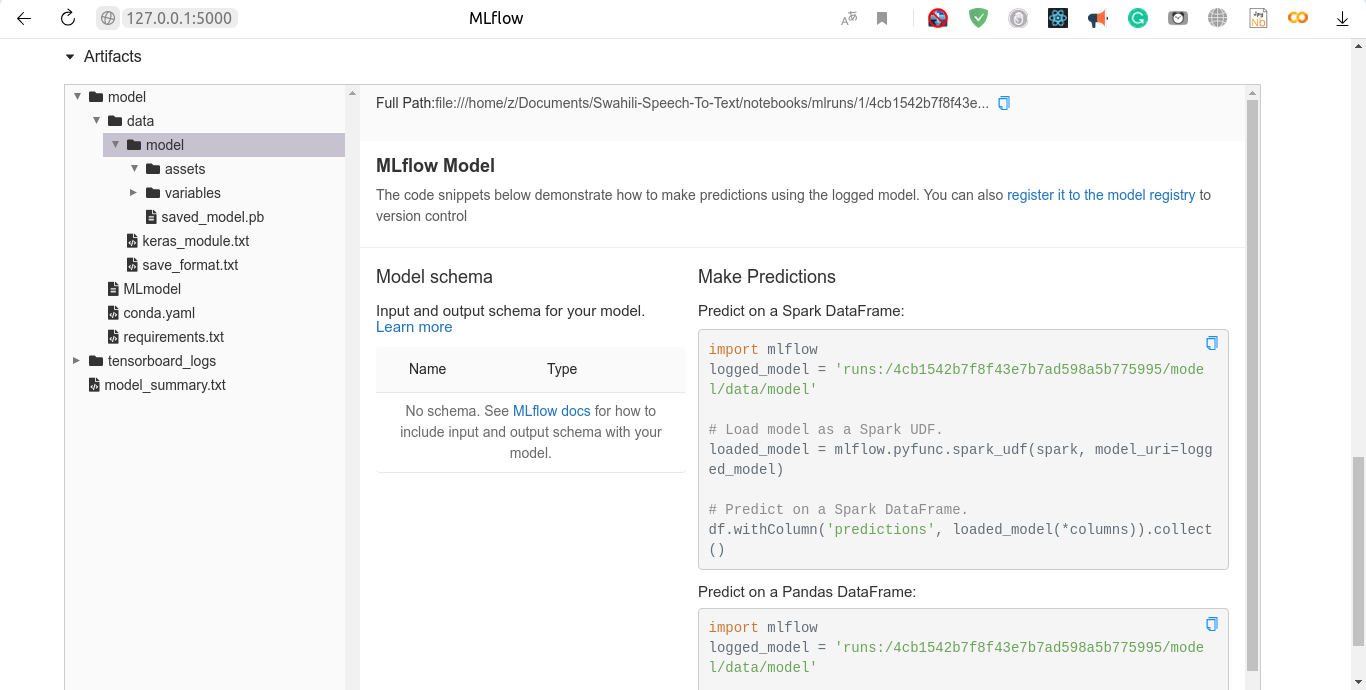 127.0.0.1:5000
MLflow
Artifacts
model
data
model
assets
variables
saved_model.pb
keras_module.txt
save_format.txt
MLmodel
conda.yaml
requirements.txt
tensorboard_logs
model_summary.txt
Full Path:file:///home/z/Documents/Swahili-Speech-To-Text/notebooks/mlruns/1/4cb1542b7f8f43e...
MLflow Model
The code snippets below demonstrate how to make predictions using the logged model. You can also register it to the model registry to
version control
Model schema
Input and output schema for your model.
Learn more
Name Type
No schema. See MLflow docs for how to
include input and output schema with your
model.
Make Predictions
Predict on a Spark DataFrame:
import mlflow
logged_model = 'runs:/4cb1542b7f8f43e7b7ad598a5b775995/mode
l/data/model'
# Load model as a Spark UDF.
loaded_model = mlflow.pyfunc.spark_udf(spark, model_uri=logg
ed_model)
# Predict on a Spark DataFrame.
df.withColumn('predictions', loaded_model(*columns)).collect
()
Predict on a Pandas DataFrame:
import mlflow
logged_model = 'runs:/4cb1542b7f8f43e7b7ad598a5b775995/mode
l/data/model'